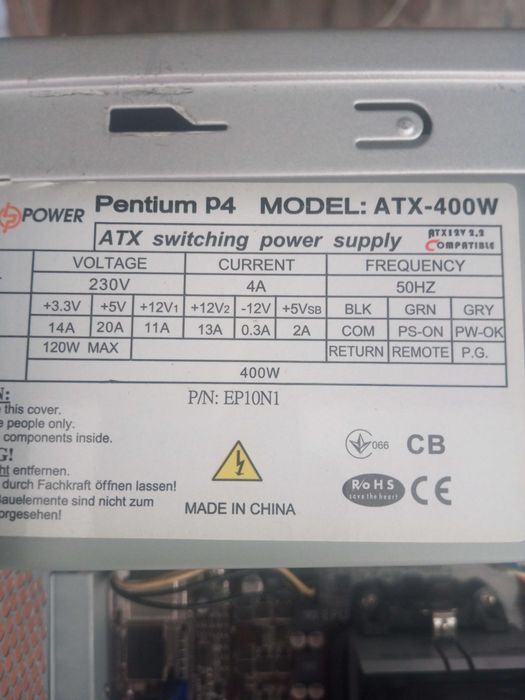 POWER Pentium P4 MODEL: ATX-400W
ATX switching power supply ATX12V 2.2 COMPATIBLE
VOLTAGE CURRENT FREQUENCY
230V 4A 50HZ
+3.3V +5V +12V1 +12V2 -12V +5VSB BLK GRN GRY
14A 20A 11A 13A 0.3A 2A COM PS-ON PW-OK
120W MAX RETURN REMOTE P.G.
400W
P/N: EP10N1
N:
this cover.
people only.
components inside.
G!
ht entfernen.
durch Fachkraft öffnen lassen!
Bauelemente sind nicht zum
orgesehen!
066 CB
RoHS
save the heart
CE
MADE IN CHINA